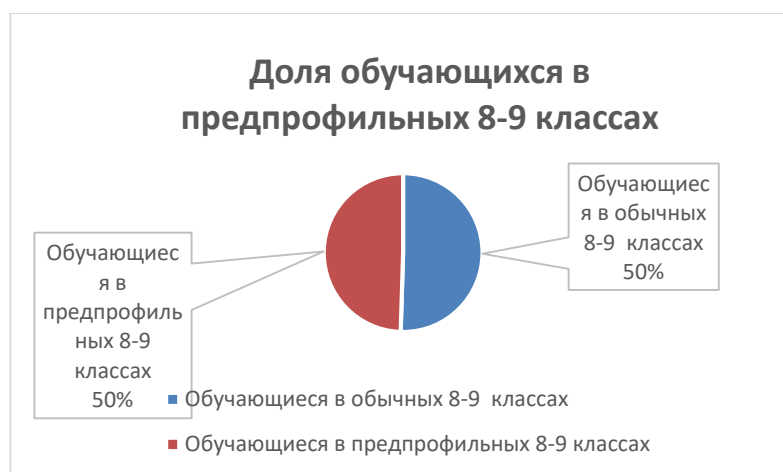 Доля обучающихся в
предпрофильных 8-9 классах
Обучающиес
я в обычных
8-9 классах
50%
Обучающиес
я в
предпрофиль
ных 8-9
классах
50%
Обучающиеся в обычных 8-9 классах
Обучающиеся в предпрофильных 8-9 классах